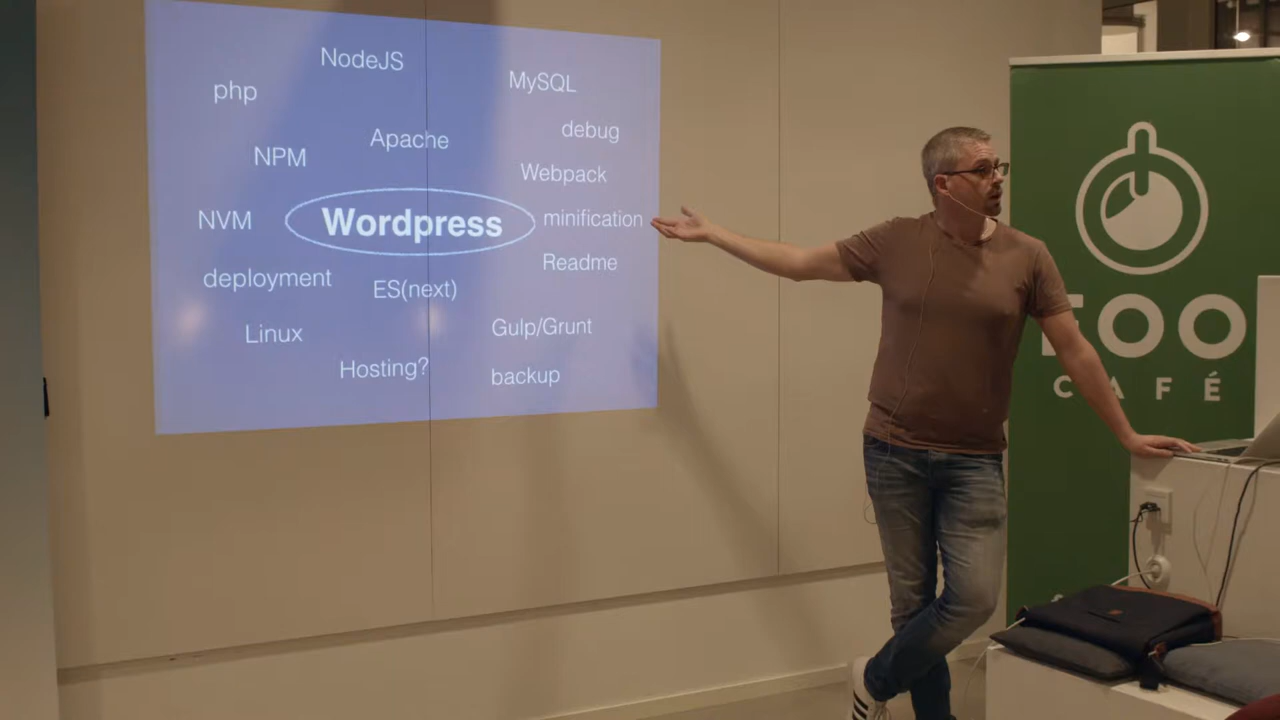 NodeJS
php
MySQL
Apache
debug
NPM
Webpack
NVM
Wordpress
minification
deployment
ES(next)
Readme
Linux
Gulp/Grunt
Hosting?
backup
FOO
CAFÉ